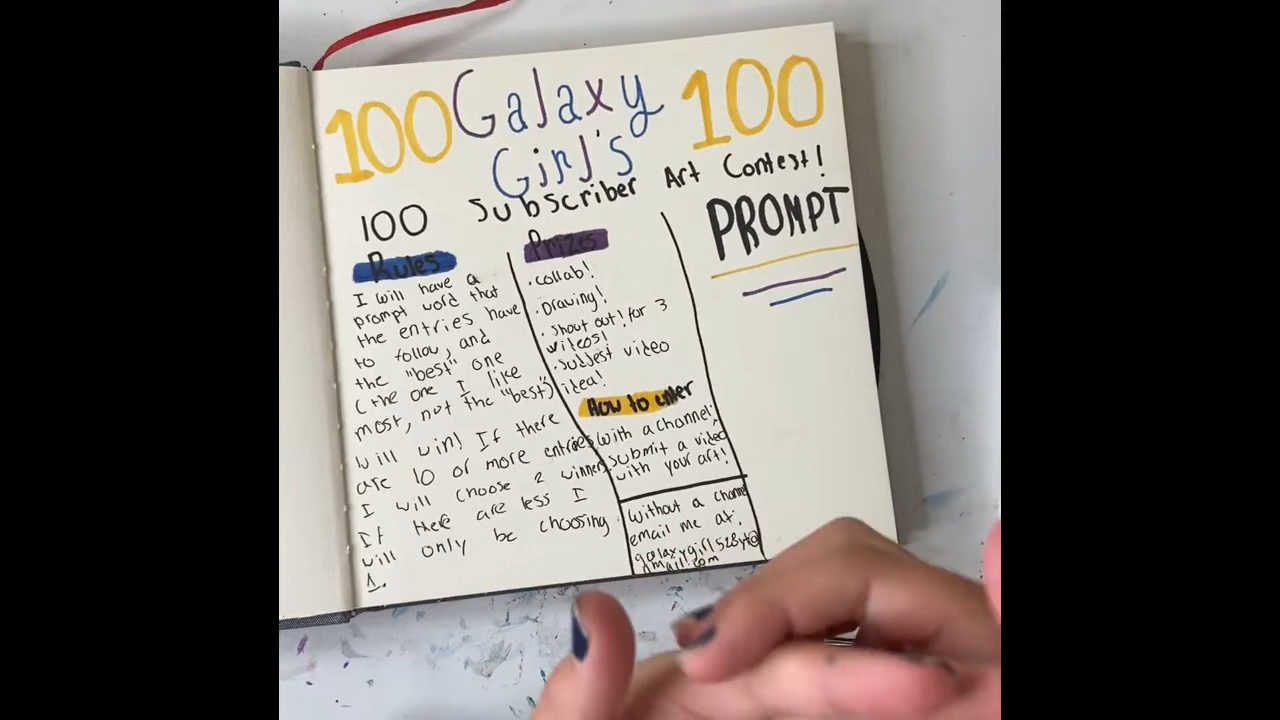 100 Galaxy 100
Girl's
100 Subscriber Art Contest!
Rules
I will have a
prompt word that
the entries have
to follow, and
the "best" one
(the one I like
most, not the "best")
will win! If there
are 10 or more entries
I will choose 2 winners
If there are less I
will only be choosing
1.
Prizes
• collab!
• Drawing!
• Shout out! for 3
videos!
• Suggest video
idea!
How to enter
With a channel:
submit a video
with your art!
Without a channel
email me at:
galaxygirl528yt@
gmail.com
PROMPT